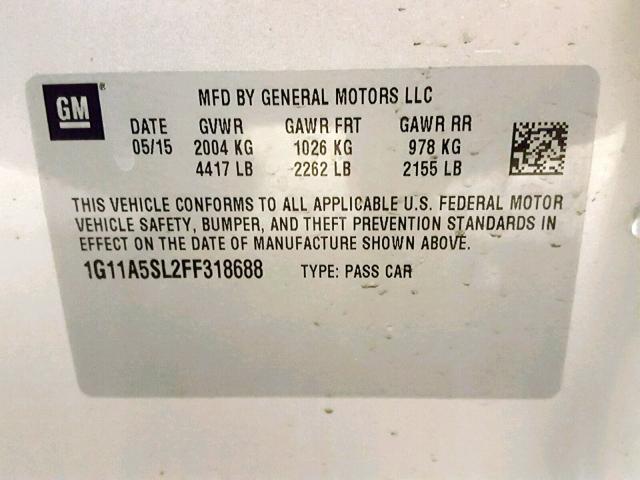 GM ® MFD BY GENERAL MOTORS LLC
DATE GVWR GAWR FRT GAWR RR
05/15 2004 KG 1026 KG 978 KG
4417 LB 2262 LB 2155 LB
THIS VEHICLE CONFORMS TO ALL APPLICABLE U.S. FEDERAL MOTOR
VEHICLE SAFETY, BUMPER, AND THEFT PREVENTION STANDARDS IN
EFFECT ON THE DATE OF MANUFACTURE SHOWN ABOVE.
1G11A5SL2FF318688 TYPE: PASS CAR